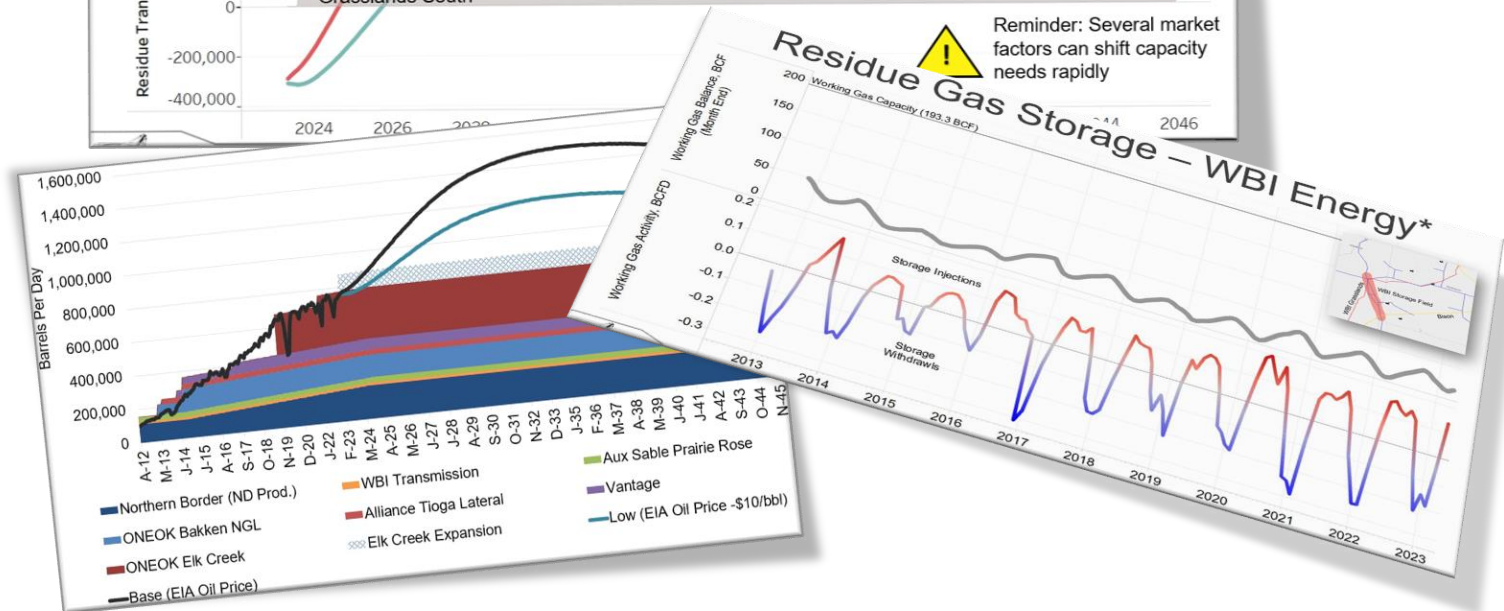 Residue Tran
0
-200,000
-400,000
2024
2026
2046
Reminder: Several market
factors can shift capacity
needs rapidly
!
Barrels Per Day
1,600,000
1,400,000
1,200,000
1,000,000
800,000
600,000
400,000
200,000
0
A-12
M-13
J-14
J-15
A-16
S-17
O-18
N-19
D-20
J-22
F-23
M-24
A-25
M-26
J-27
J-28
A-29
S-30
O-31
N-32
D-33
J-35
F-36
M-37
A-38
M-39
J-40
J-41
A-42
S-43
O-44
N-45
Northern Border (ND Prod.)
WBI Transmission
Aux Sable Prairie Rose
ONEOK Bakken NGL
Alliance Tioga Lateral
Vantage
ONEOK Elk Creek
Elk Creek Expansion
Low (EIA Oil Price -$10/bbl)
Base (EIA Oil Price)
Residue Gas Storage – WBI Energy*
Working Gas Balance, BCF
(Month End)
200
150
100
50
0
Working Gas Capacity (193.3 BCF)
Working Gas Activity, BCFD
0.2
0.1
0.0
-0.1
-0.2
-0.3
Storage Injections
Storage
Withdrawls
2013
2014
2015
2016
2017
2018
2019
2020
2021
2022
2023
WBI Grasslands
WBI Storage Field
Bison